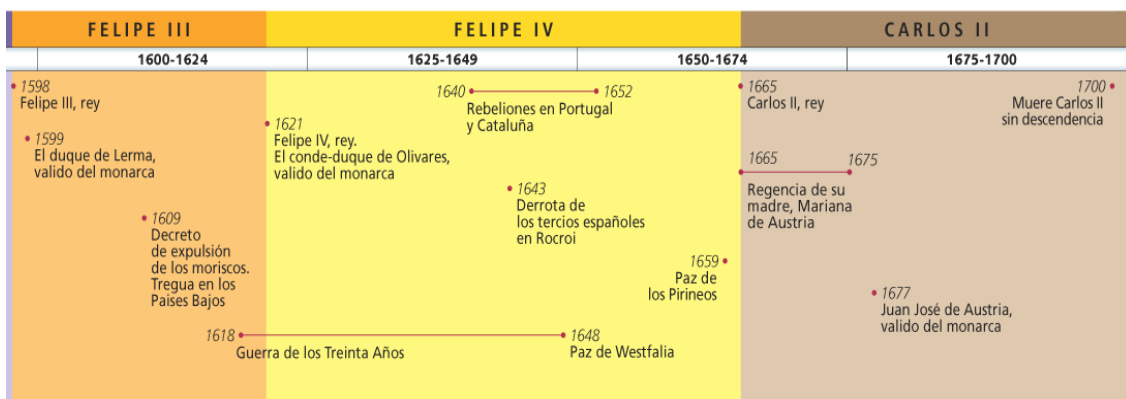 FELIPE III
FELIPE IV
CARLOS II
1600-1624
1625-1649
1650-1674
1675-1700
1598
Felipe III, rey
1599
El duque de Lerma,
valido del monarca
1609
Decreto
de expulsión
de los moriscos.
Tregua en los
Paises Bajos
1618
Guerra de los Treinta Años
1621
Felipe IV, rey.
El conde-duque de Olivares,
valido del monarca
1640
1652
Rebeliones en Portugal
y Cataluña
1643
Derrota de
los tercios españoles
en Rocroi
1648
Paz de Westfalia
1659
Paz de
los Pirineos
1665
Carlos II, rey
1665
1675
Regencia de su
madre, Mariana
de Austria
1677
Juan José de Austria,
valido del monarca
1700
Muere Carlos II
sin descendencia